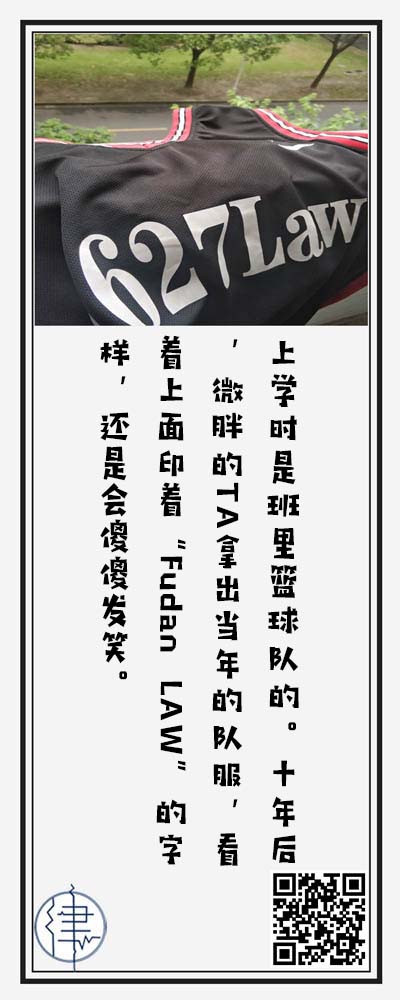 627Law
上学时是班里篮球队的。十年后
，微胖的TA拿出当年的队服，看
着上面印着“Fudan LAW”的字
样，还是会傻傻发笑。
律